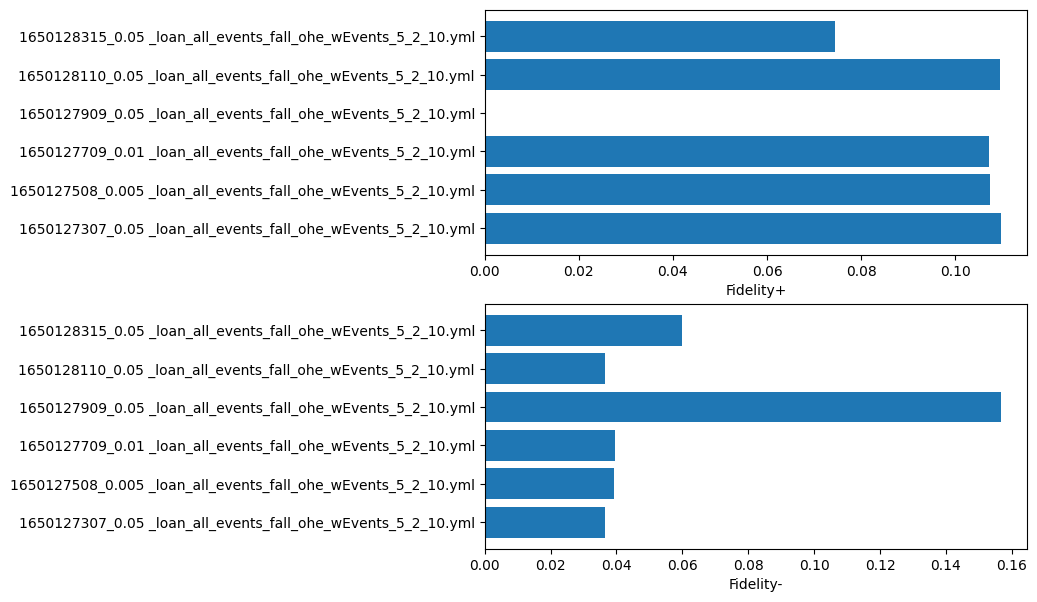 1650128315_0.05 _loan_all_events_fall_ohe_wEvents_5_2_10.yml
1650128110_0.05 _loan_all_events_fall_ohe_wEvents_5_2_10.yml
1650127909_0.05 _loan_all_events_fall_ohe_wEvents_5_2_10.yml
1650127709_0.01 _loan_all_events_fall_ohe_wEvents_5_2_10.yml
1650127508_0.005 _loan_all_events_fall_ohe_wEvents_5_2_10.yml
1650127307_0.05 _loan_all_events_fall_ohe_wEvents_5_2_10.yml
0.00 0.02 0.04 0.06 0.08 0.10
Fidelity+
1650128315_0.05 _loan_all_events_fall_ohe_wEvents_5_2_10.yml
1650128110_0.05 _loan_all_events_fall_ohe_wEvents_5_2_10.yml
1650127909_0.05 _loan_all_events_fall_ohe_wEvents_5_2_10.yml
1650127709_0.01 _loan_all_events_fall_ohe_wEvents_5_2_10.yml
1650127508_0.005 _loan_all_events_fall_ohe_wEvents_5_2_10.yml
1650127307_0.05 _loan_all_events_fall_ohe_wEvents_5_2_10.yml
0.00 0.02 0.04 0.06 0.08 0.10 0.12 0.14 0.16
Fidelity-